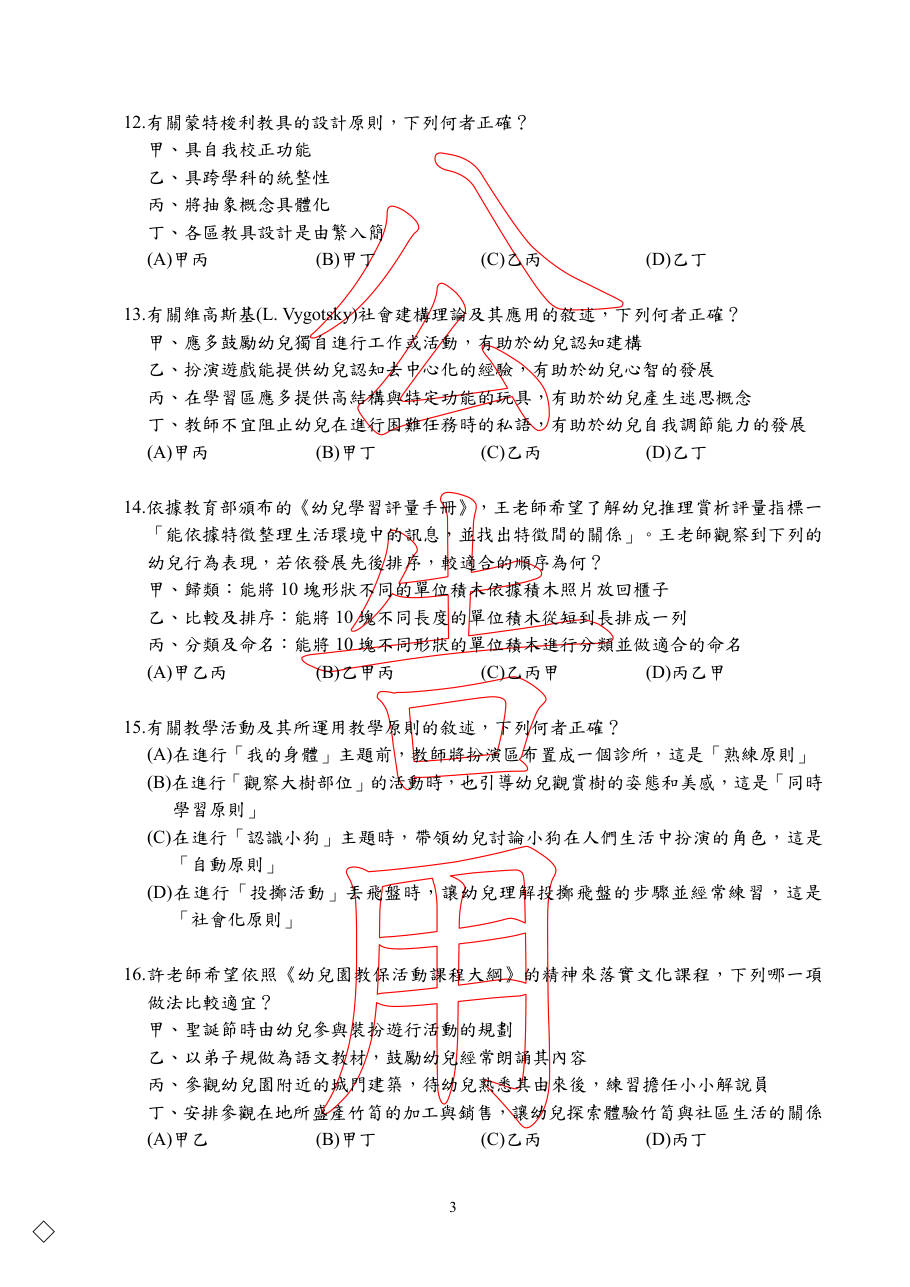 12.有關蒙特梭利教具的設計原則，下列何者正確？
甲、具自我校正功能
乙、具跨學科的統整性
丙、將抽象概念具體化
丁、各區教具設計是由繁入簡
(A)甲丙 (B)甲丁 (C)乙丙 (D)乙丁
13.有關維高斯基(L. Vygotsky)社會建構理論及其應用的敘述，下列何者正確？
甲、應多鼓勵幼兒獨自進行工作或活動，有助於幼兒認知建構
乙、扮演遊戲能提供幼兒認知去中心化的經驗，有助於幼兒心智的發展
丙、在學習區應多提供高結構與特定功能的玩具，有助於幼兒產生迷思概念
丁、教師不宜阻止幼兒在進行困難任務時的私語，有助於幼兒自我調節能力的發展
(A)甲丙 (B)甲丁 (C)乙丙 (D)乙丁
14.依據教育部頒布的《幼兒學習評量手冊》，王老師希望了解幼兒推理賞析評量指標一
「能依據特徵整理生活環境中的訊息，並找出特徵間的關係」。王老師觀察到下列的
幼兒行為表現，若依發展先後排序，較適合的順序為何？
甲、歸類：能將 10 塊形狀不同的單位積木依據積木照片放回櫃子
乙、比較及排序：能將 10 塊不同長度的單位積木從短到長排成一列
丙、分類及命名：能將 10 塊不同形狀的單位積木進行分類並做適合的命名
(A)甲乙丙 (B)乙甲丙 (C)乙丙甲 (D)丙乙甲
15.有關教學活動及其所運用教學原則的敘述，下列何者正確？
(A)在進行「我的身體」主題前，教師將扮演區布置成一個診所，這是「熟練原則」
(B)在進行「觀察大樹部位」的活動時，也引導幼兒觀賞樹的姿態和美感，這是「同時
學習原則」
(C)在進行「認識小狗」主題時，帶領幼兒討論小狗在人們生活中扮演的角色，這是
「自動原則」
(D)在進行「投擲活動」丟飛盤時，讓幼兒理解投擲飛盤的步驟並經常練習，這是
「社會化原則」
16.許老師希望依照《幼兒園教保活動課程大綱》的精神來落實文化課程，下列哪一項
做法比較適宜？
甲、聖誕節時由幼兒參與裝扮遊行活動的規劃
乙、以弟子規做為語文教材，鼓勵幼兒經常朗誦其內容
丙、參觀幼兒園附近的城門建築，待幼兒熟悉其由來後，練習擔任小小解說員
丁、安排參觀在地所盛產竹筍的加工與銷售，讓幼兒探索體驗竹筍與社區生活的關係
(A)甲乙 (B)甲丁 (C)乙丙 (D)丙丁
3
公告用